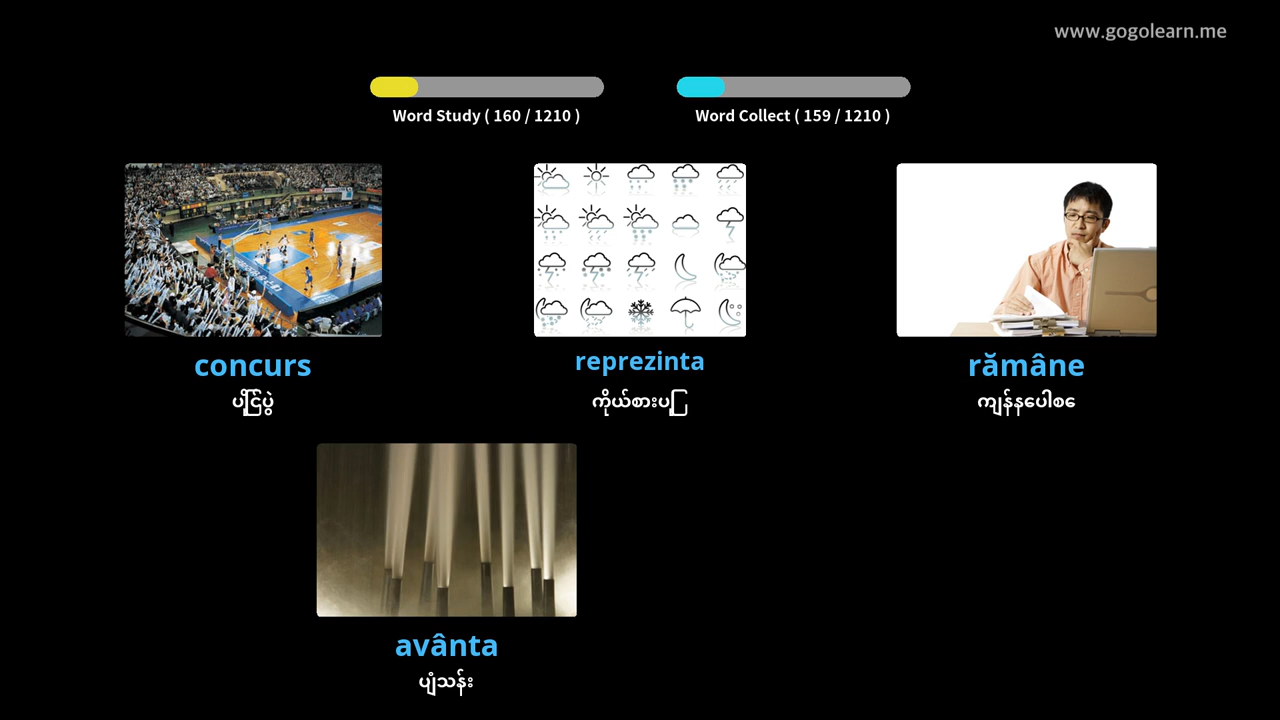 www.gogolearn.me
Word Study ( 160 / 1210 )
Word Collect ( 159 / 1210 )
concurs
ပြိုင်ပွဲ
reprezinta
ကိုယ်စားပြု
rămâne
ကျန်နေပါစေ
avânta
ပျံသန်း